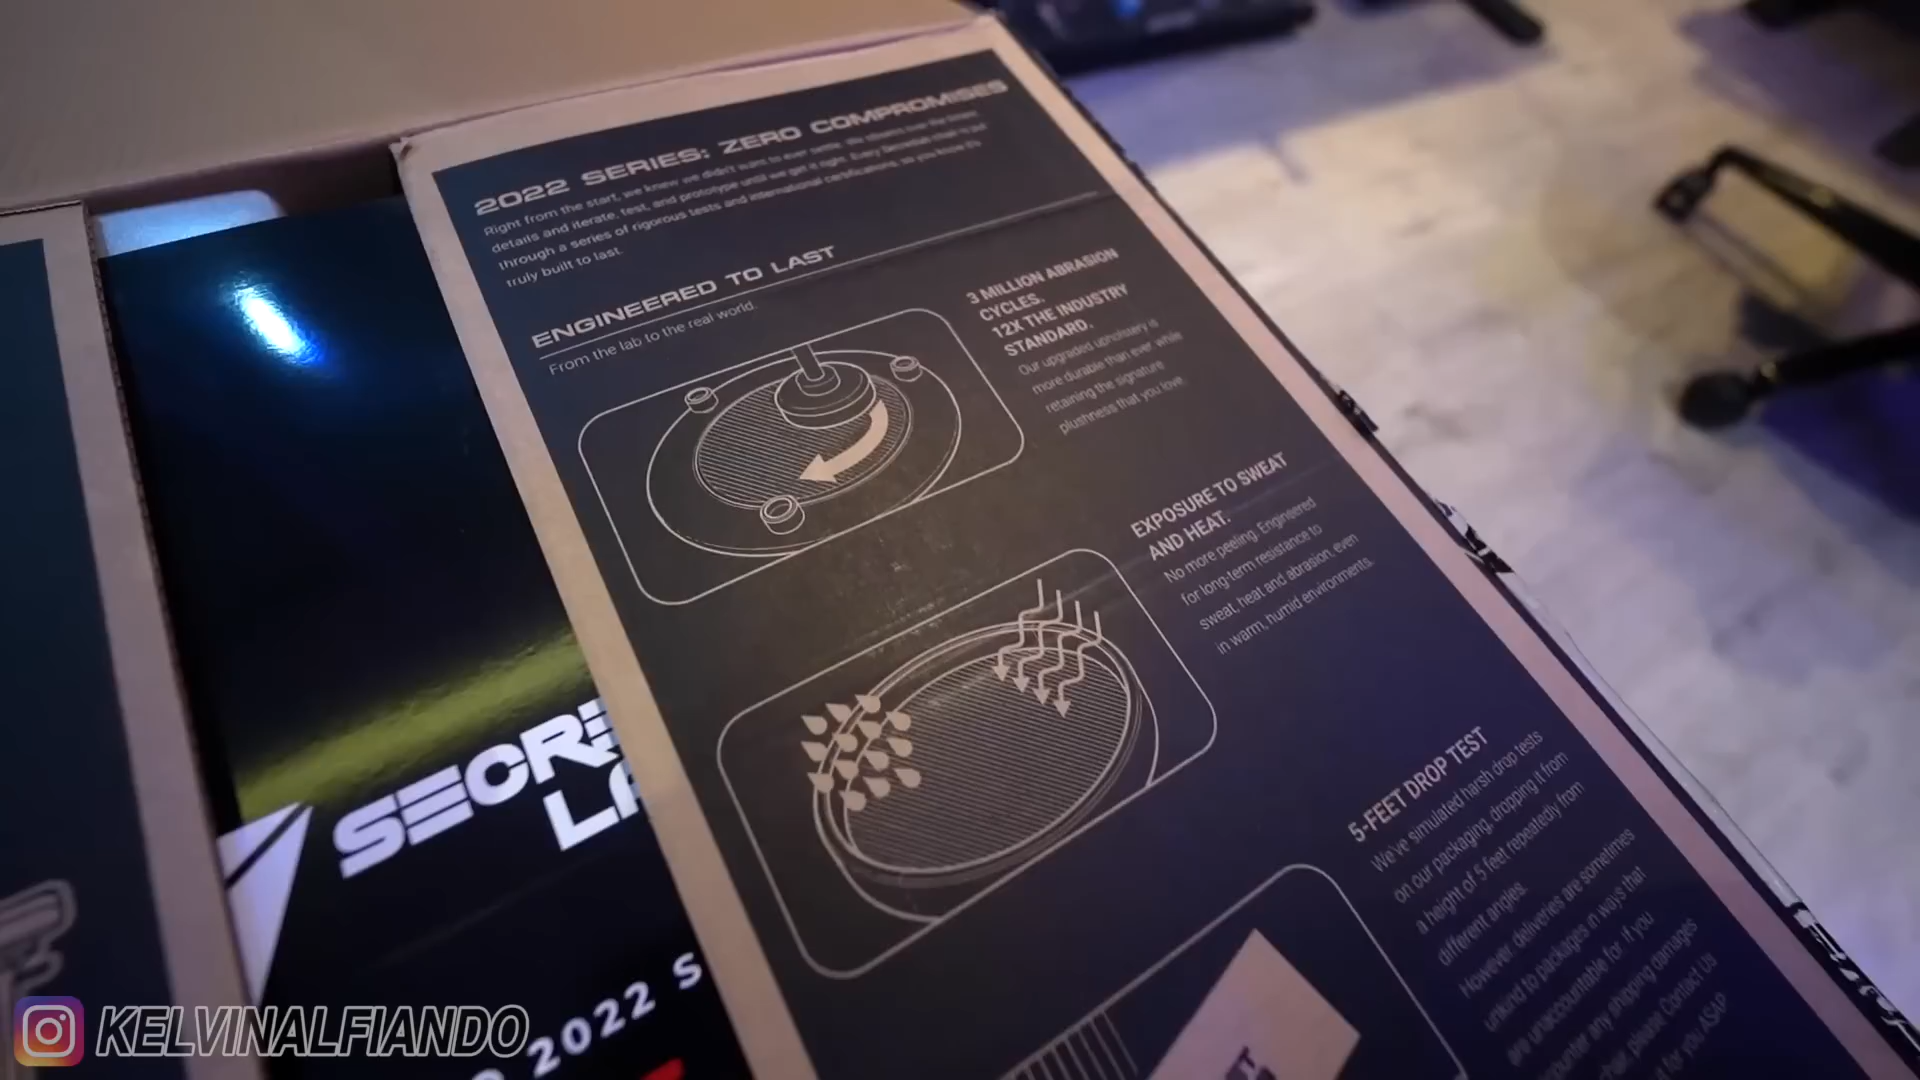 2022 SERIES: ZERO COMPROMISES
Right from the start, we knew we didn't want to ever settle. We obsess over the tiniest
details and iterate, test, and prototype until we get it right. Every Secretlab chair is put
through a series of rigorous tests and international certifications, so you know it's
truly built to last.
ENGINEERED TO LAST
From the lab to the real world.
3 MILLION ABRASION
CYCLES.
12X THE INDUSTRY
STANDARD.
Our upgraded upholstery is
more durable than ever while
retaining the signature
plushness that you love.
EXPOSURE TO SWEAT
AND HEAT.
No more peeling. Engineered
for long-term resistance to
sweat, heat and abrasion, even
in warm, humid environments.
5-FEET DROP TEST
We've simulated harsh drop tests
on our packaging, dropping it from
a height of 5 feet repeatedly from
different angles.
However deliveries are sometimes
unkind to packages in ways that
are unaccountable for. If you
encounter any shipping damages
please Contact Us
it for you ASAP
SECRE
LA
2022 S
KELVINALFIANDO